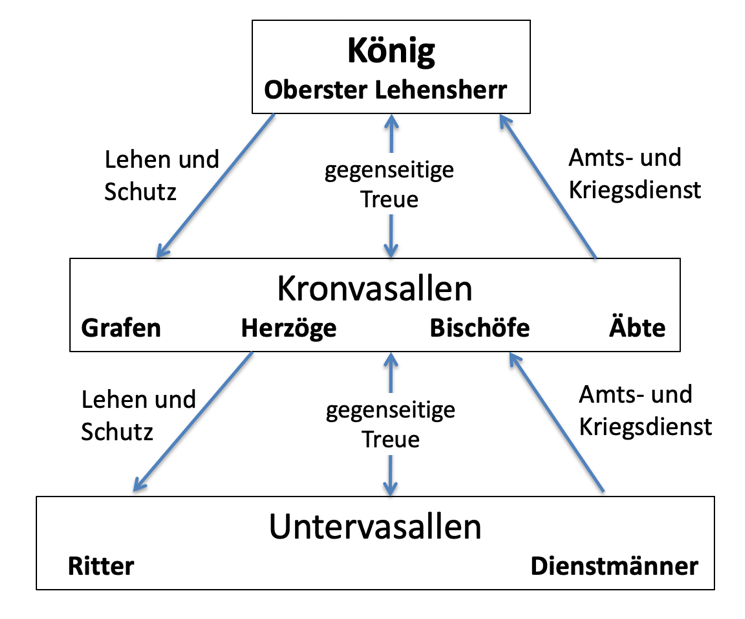 König
Oberster Lehensherr
Lehen und
Schutz
gegenseitige
Treue
Amts- und
Kriegsdienst
Kronvasallen
Grafen Herzöge Bischöfe Äbte
Lehen und
Schutz
gegenseitige
Treue
Amts- und
Kriegsdienst
Untervasallen
Ritter Dienstmänner